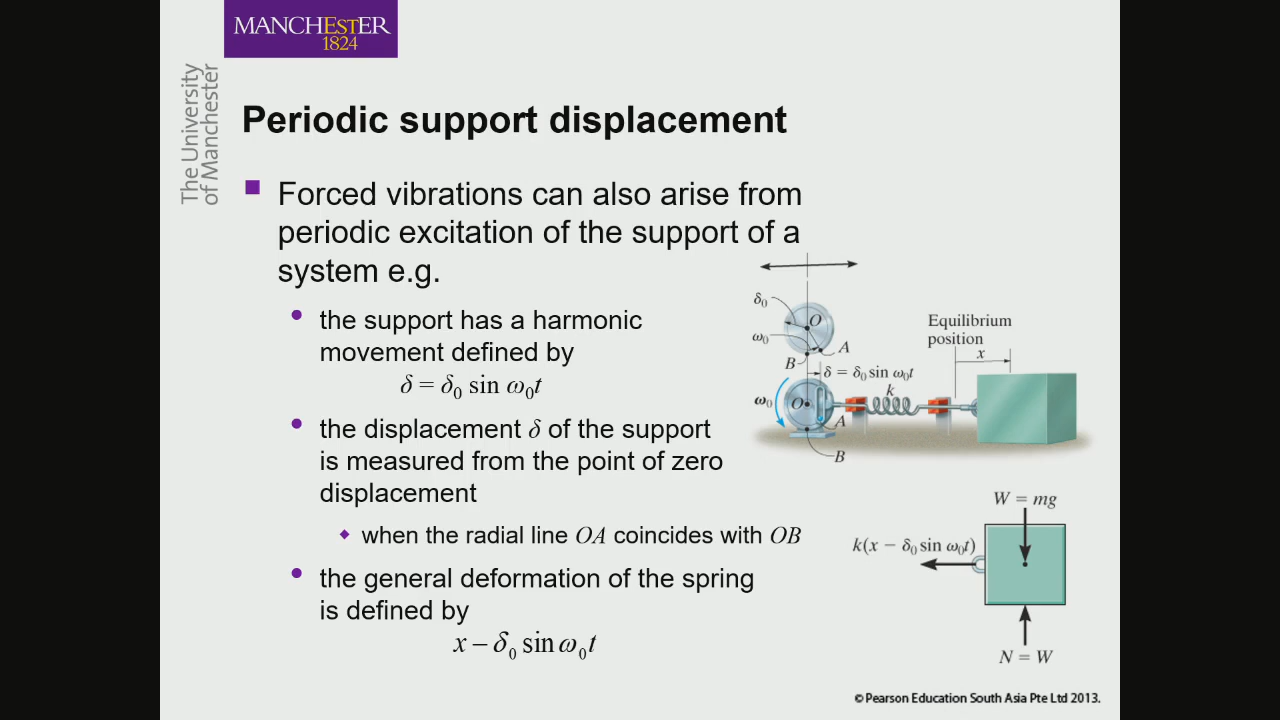 MANCHESTER
1824
The University
of Manchester
Periodic support displacement
Forced vibrations can also arise from
periodic excitation of the support of a
system e.g.
the support has a harmonic
movement defined by
δ = δ₀ sin ω₀t
the displacement δ of the support
is measured from the point of zero
displacement
when the radial line OA coincides with OB
the general deformation of the spring
is defined by
x − δ₀ sin ω₀t
δ₀
O
ω₀
A
B
δ = δ₀ sin ω₀t
Equilibrium
position
x
k
ω₀
O
A
B
W = mg
k(x − δ₀ sin ω₀t)
N = W
© Pearson Education South Asia Pte Ltd 2013.